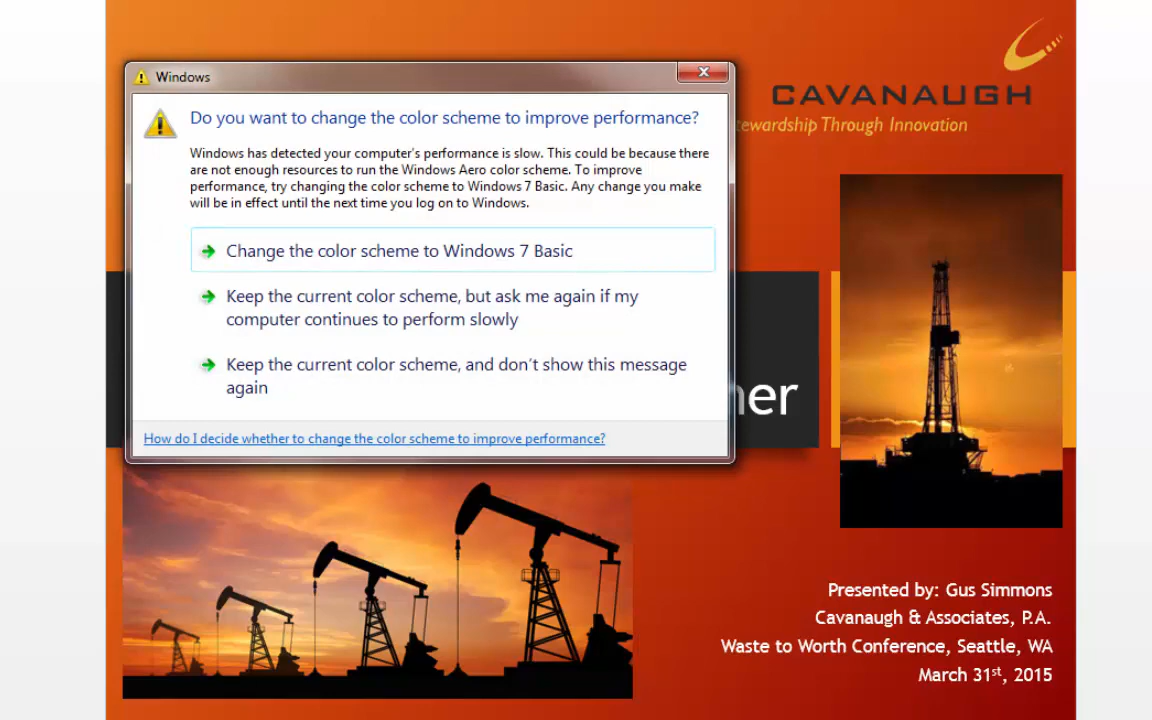 Windows
Do you want to change the color scheme to improve performance?
Windows has detected your computer's performance is slow. This could be because there
are not enough resources to run the Windows Aero color scheme. To improve
performance, try changing the color scheme to Windows 7 Basic. Any change you make
will be in effect until the next time you log on to Windows.
Change the color scheme to Windows 7 Basic
Keep the current color scheme, but ask me again if my
computer continues to perform slowly
Keep the current color scheme, and don't show this message
again
How do I decide whether to change the color scheme to improve performance?
CAVANAUGH
tewardship Through Innovation
her
Presented by: Gus Simmons
Cavanaugh & Associates, P.A.
Waste to Worth Conference, Seattle, WA
March 31st, 2015